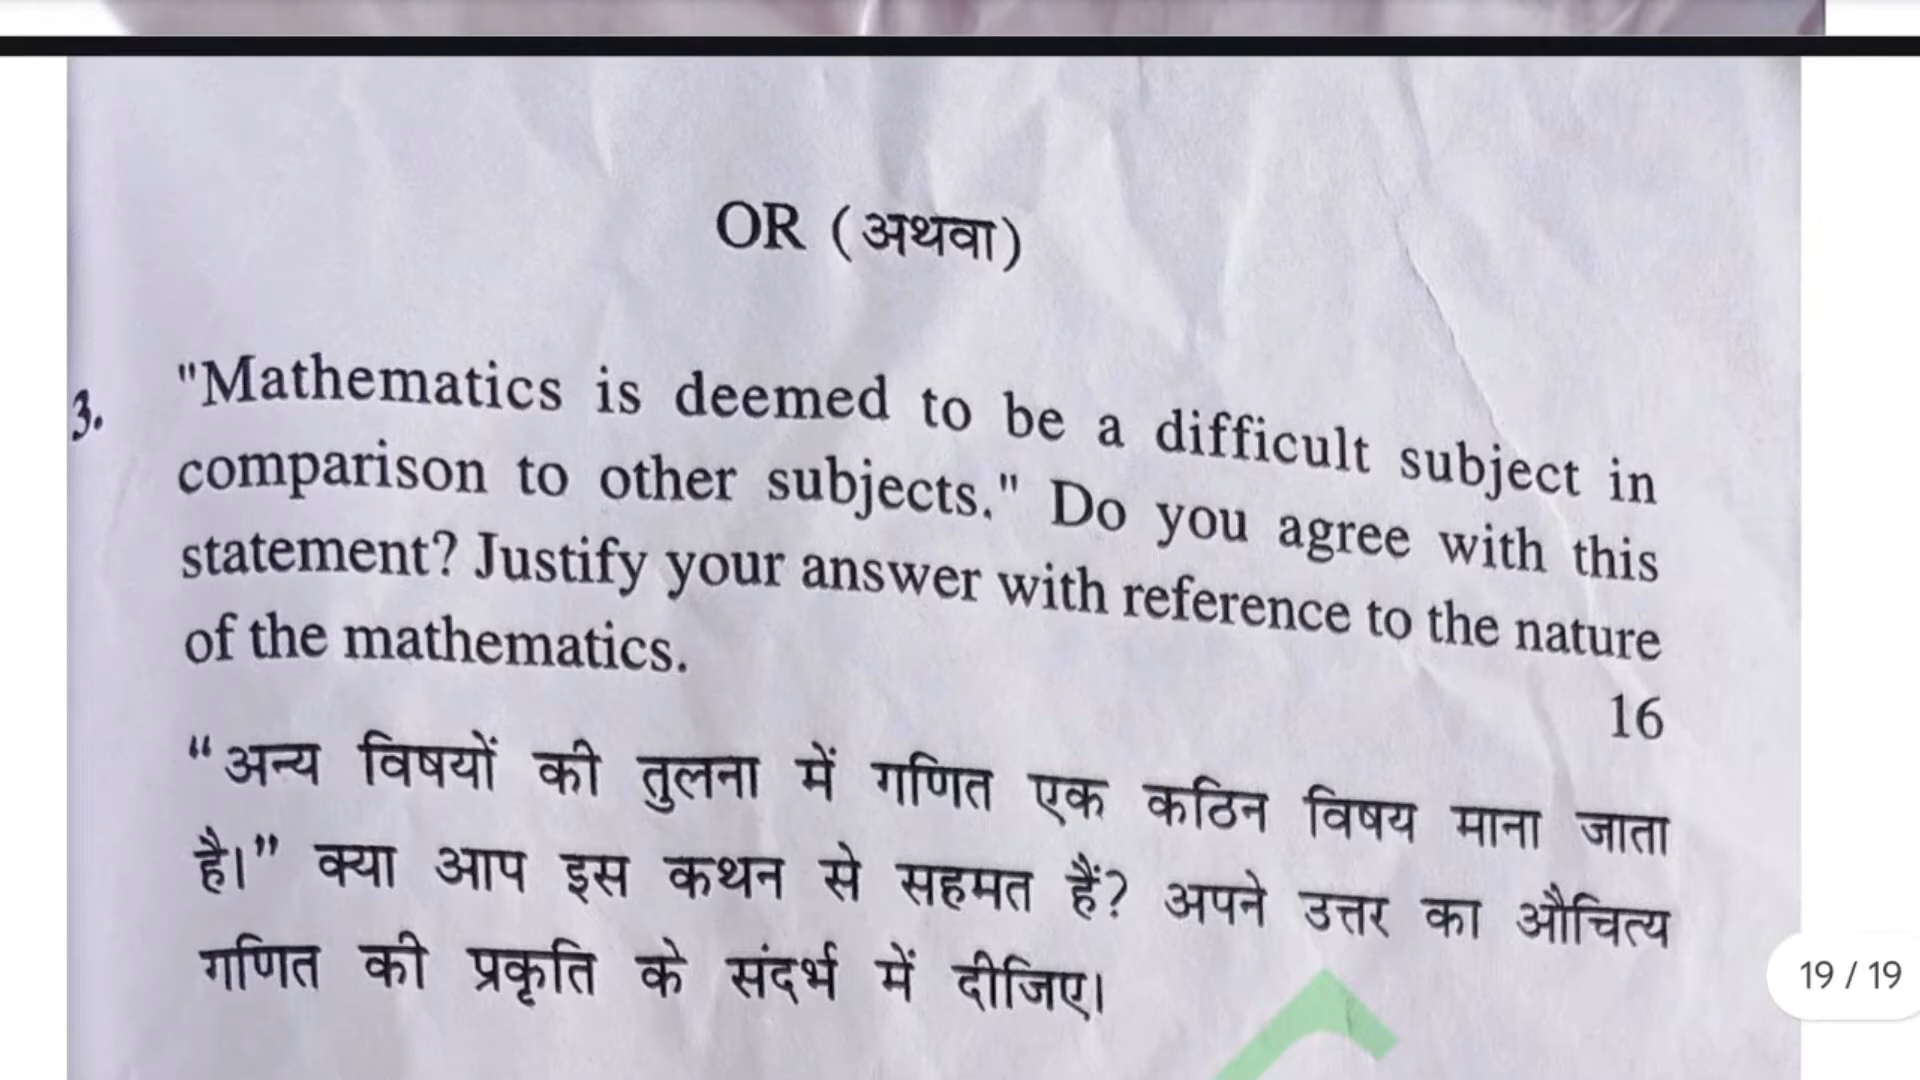 OR (अथवा)
3. "Mathematics is deemed to be a difficult subject in
comparison to other subjects." Do you agree with this
statement? Justify your answer with reference to the nature
of the mathematics.
16
“अन्य विषयों की तुलना में गणित एक कठिन विषय माना जाता
है।” क्या आप इस कथन से सहमत हैं? अपने उत्तर का औचित्य
गणित की प्रकृति के संदर्भ में दीजिए।
19 / 19